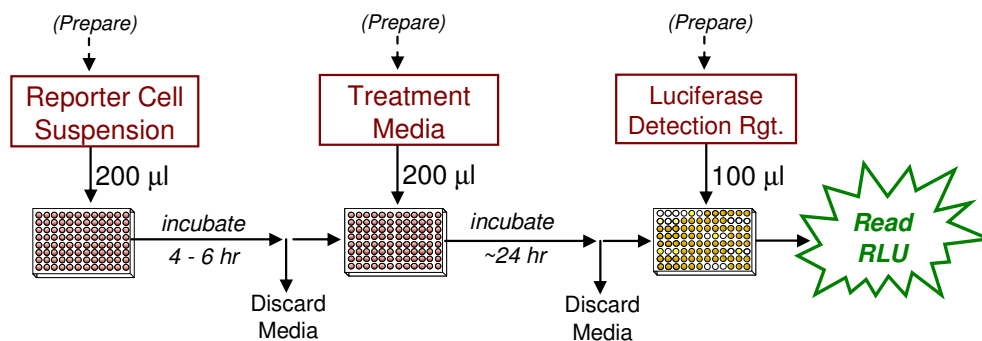 (Prepare)
(Prepare)
(Prepare)
Reporter Cell
Suspension
Treatment
Media
Luciferase
Detection Rgt.
200 µl
200 µl
100 µl
incubate
4 - 6 hr
incubate
~24 hr
Read
RLU
Discard
Media
Discard
Media